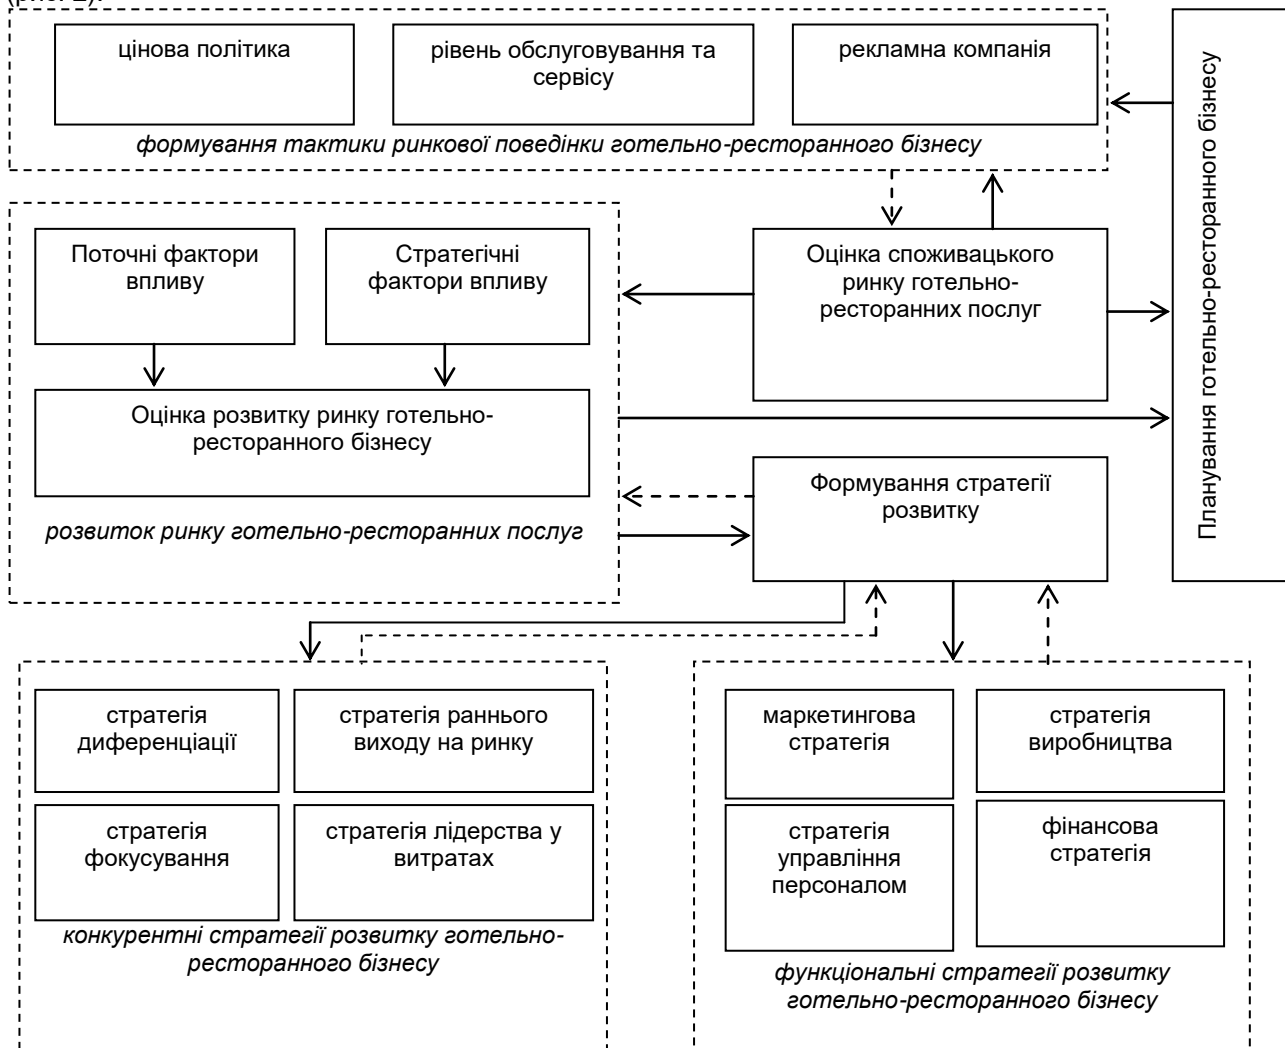 (рис. 2).
цінова політика
рівень обслуговування та
сервісу
рекламна компанія
формування тактики ринкової поведінки готельно-ресторанного бізнесу
Планування готельно-ресторанного бізнесу
Поточні фактори
впливу
Стратегічні
фактори впливу
Оцінка споживацького
ринку готельно-
ресторанних послуг
Оцінка розвитку ринку готельно-
ресторанного бізнесу
розвиток ринку готельно-ресторанних послуг
Формування стратегії
розвитку
стратегія
диференціації
стратегія раннього
виходу на ринку
стратегія
фокусування
стратегія лідерства у
витратах
конкурентні стратегії розвитку готельно-
ресторанного бізнесу
маркетингова
стратегія
стратегія
виробництва
стратегія
управління
персоналом
фінансова
стратегія
функціональні стратегії розвитку
готельно-ресторанного бізнесу